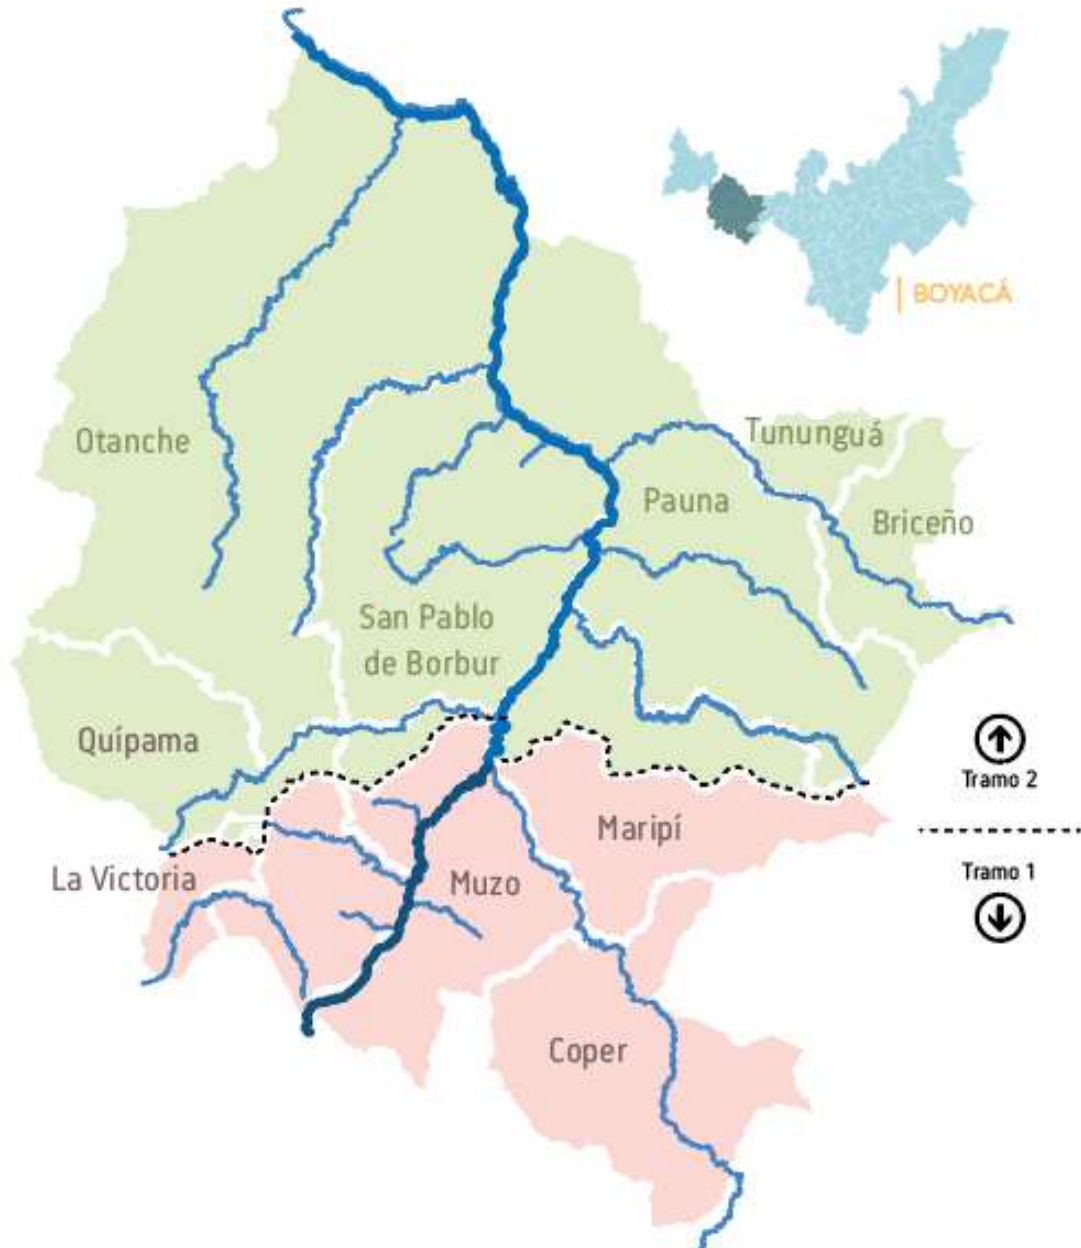 BOYACÁ
Otanche
Tununguá
Pauna
Briceño
San Pablo
de Borbur
Quípama
Tramo 2
Maripí
La Victoria
Muzo
Tramo 1
Coper